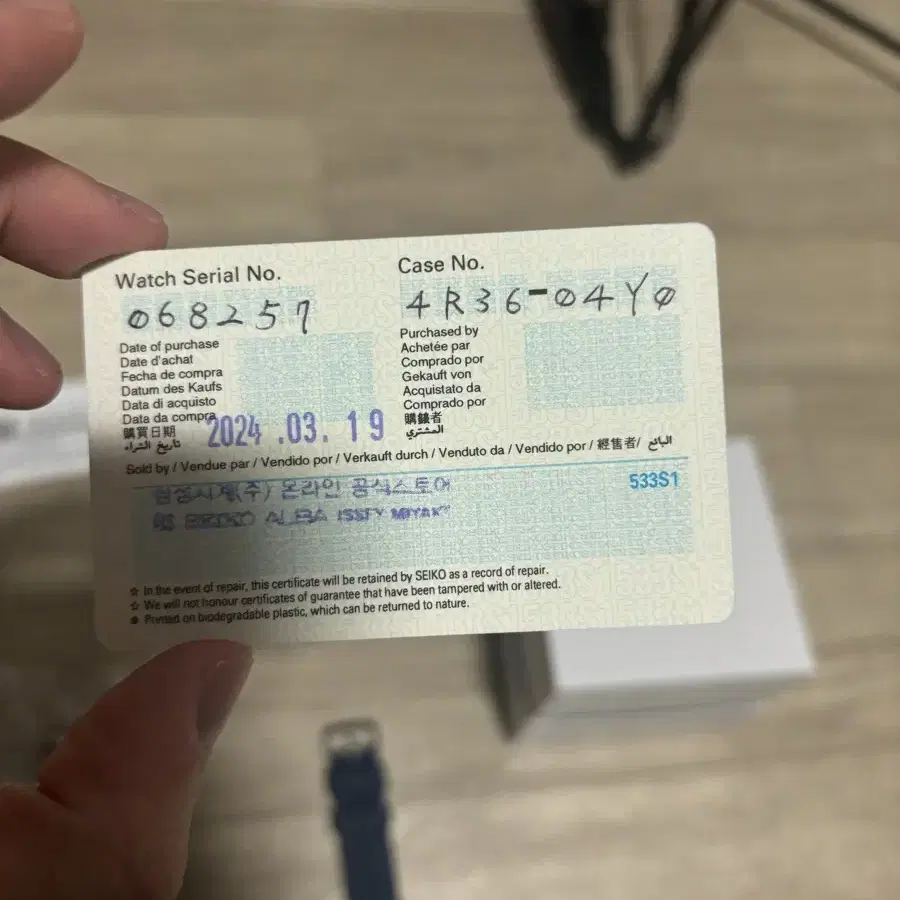 Watch Serial No.
068257
Case No.
4R36-04Y0
Date of purchase
Date d'achat
Fecha de compra
Datum des Kaufs
Data di acquisto
Data da compra
購買日期
تاريخ الشراء
2024.03.19
Purchased by
Achetée par
Comprado por
Gekauft von
Acquistato da
Comprado por
購錶者
المشتري
Sold by / Vendue par / Vendido por / Verkauft durch / Venduto da / Vendido por / 經售者/ البائع
(주) 온라인 공식스토어
533S1
SEIKO ALBA ISSEY MIYAKE
☆ In the event of repair, this certificate will be retained by SEIKO as a record of repair.
☆ We will not honour certificates of guarantee that have been tampered with or altered.
● Printed on biodegradable plastic, which can be returned to nature.